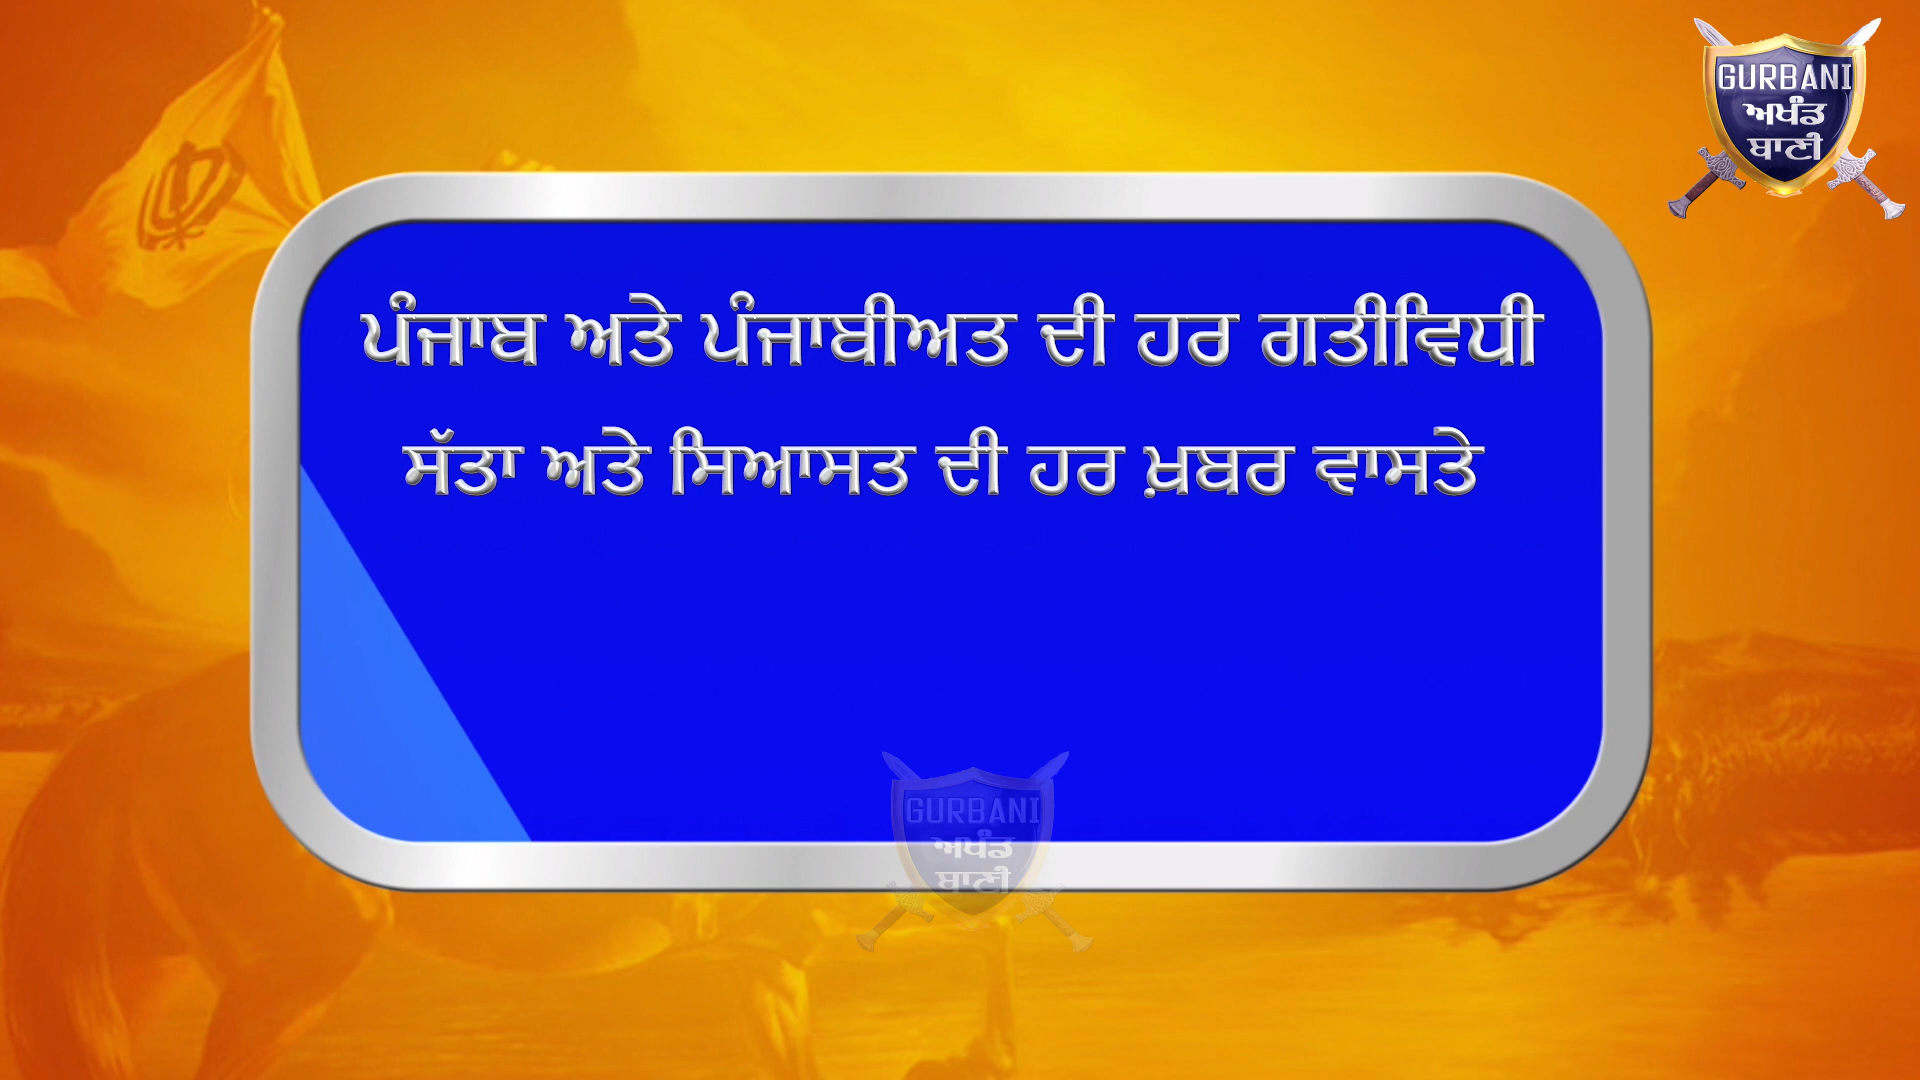 GURBANI
ਅਖੰਡ
ਬਾਣੀ
ਪੰਜਾਬ ਅਤੇ ਪੰਜਾਬੀਅਤ ਦੀ ਹਰ ਗਤੀਵਿਧੀ
ਸੱਤਾ ਅਤੇ ਸਿਆਸਤ ਦੀ ਹਰ ਖ਼ਬਰ ਵਾਸਤੇ
GURBANI
ਅਖੰਡ
ਬਾਣੀ